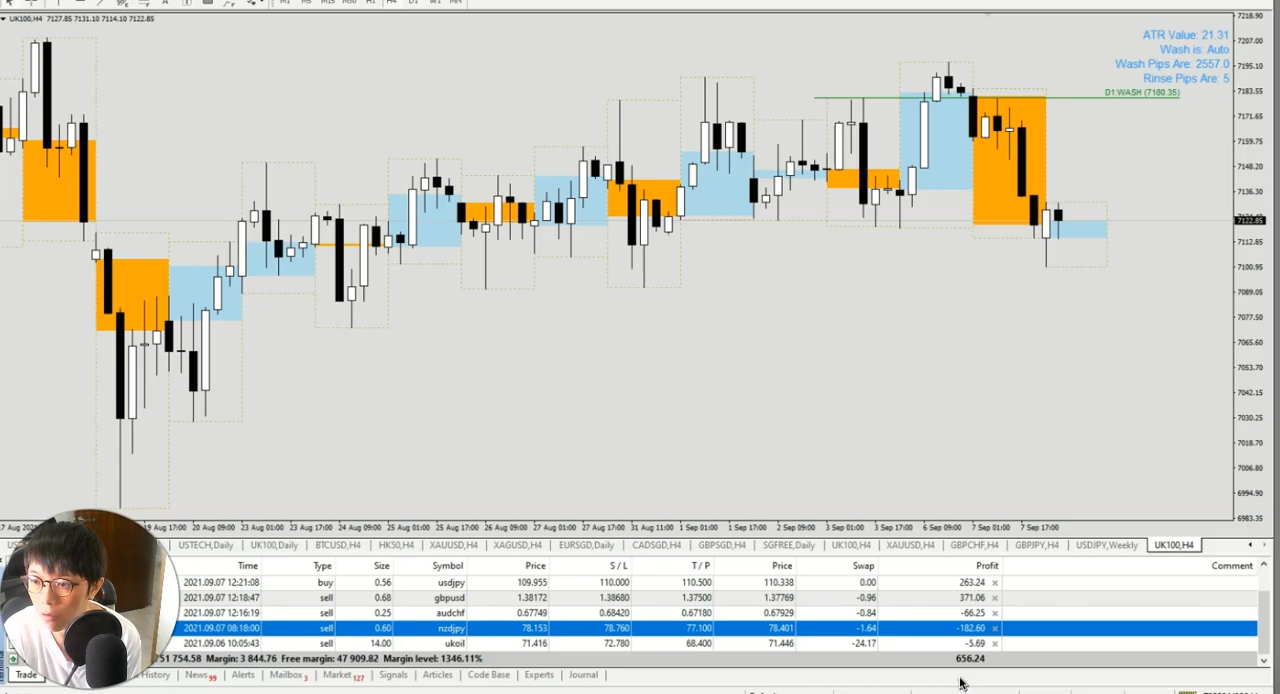 M1 M5 M15 M30 H1 H4 D1 W1 MN
UK100,H4 7127.85 7131.10 7114.10 7122.85
ATR Value: 21.31
Wash is: Auto
Wash Pips Are: 2557.0
Rinse Pips Are: 5
D1:WASH (7180.35)
7218.90
7207.00
7195.10
7183.55
7171.65
7159.75
7148.20
7136.30
7122.85
7112.85
7100.95
7089.05
7077.50
7065.60
7053.70
7042.15
7030.25
7018.70
7006.80
6994.90
6983.35
19 Aug 17:00 20 Aug 09:00 23 Aug 01:00 23 Aug 17:00 24 Aug 09:00 25 Aug 01:00 25 Aug 17:00 26 Aug 09:00 27 Aug 01:00 27 Aug 17:00 31 Aug 11:00 1 Sep 01:00 1 Sep 17:00 2 Sep 09:00 3 Sep 01:00 3 Sep 17:00 6 Sep 09:00 7 Sep 01:00 7 Sep 17:00
USTECH,Daily UK100,Daily BTCUSD,H4 HK50,H4 XAUUSD,H4 XAGUSD,H4 EURSGD,Daily CADSGD,H4 GBPSGD,H4 SGFREE,Daily UK100,H4 XAUUSD,H4 GBPCHF,H4 GBPJPY,H4 USDJPY,Weekly UK100,H4
Time Type Size Symbol Price S / L T / P Price Swap Profit Comment
2021.09.07 12:21:08 buy 0.56 usdjpy 109.955 110.000 110.500 110.338 0.00 263.24
2021.09.07 12:18:47 sell 0.68 gbpusd 1.38172 1.38680 1.37500 1.37769 -0.96 371.06
2021.09.07 12:16:19 sell 0.25 audchf 0.67749 0.68420 0.67180 0.67929 -0.84 -66.25
2021.09.07 08:18:00 sell 0.60 nzdjpy 78.153 78.760 77.100 78.401 -1.64 -182.60
2021.09.06 10:05:43 sell 14.00 ukoil 71.416 72.780 68.400 71.446 -24.17 -5.69
51 754.58 Margin: 3 844.76 Free margin: 47 909.82 Margin level: 1346.11% 656.24
Trade History News 99 Alerts Mailbox 3 Market 127 Signals Articles Code Base Experts Journal